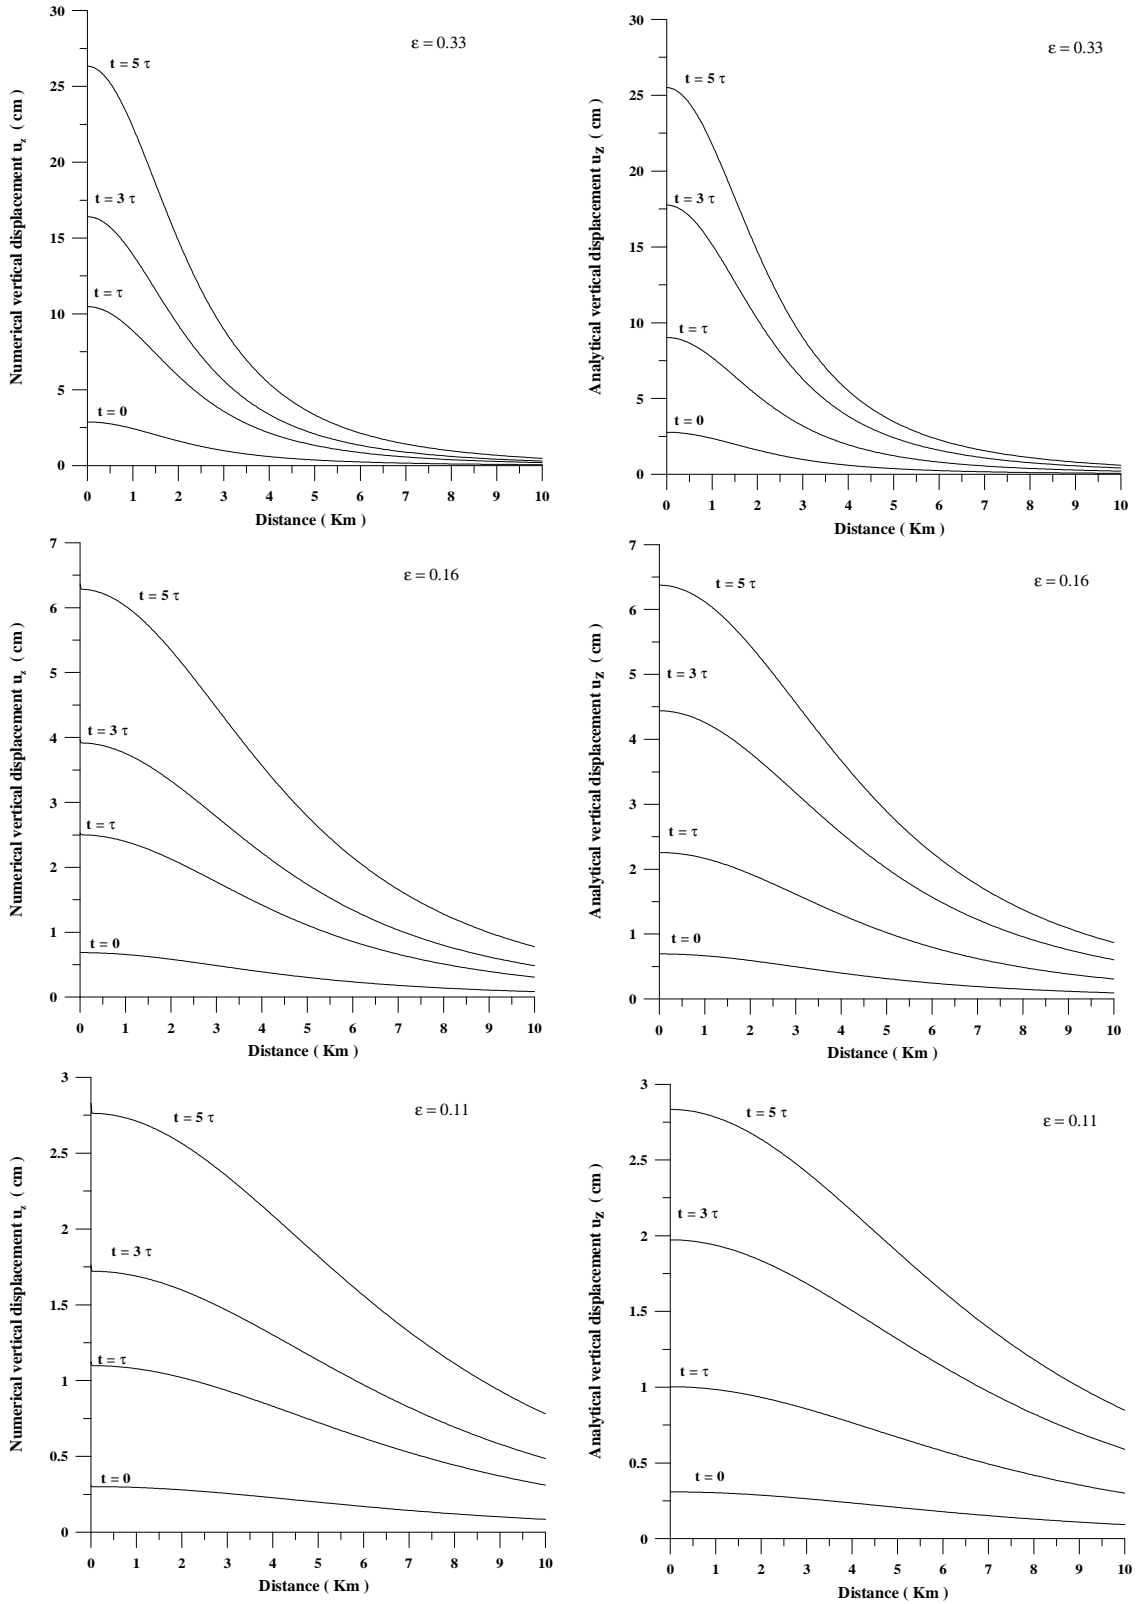 30
25
20
15
10
5
0
Numerical vertical displacement uz ( cm )
ε = 0.33
t = 5 τ
t = 3 τ
t = τ
t = 0
0 1 2 3 4 5 6 7 8 9 10
Distance ( Km )
30
25
20
15
10
5
0
Analytical vertical displacement uZ ( cm )
ε = 0.33
t = 5 τ
t = 3 τ
t = τ
t = 0
0 1 2 3 4 5 6 7 8 9 10
Distance ( Km )
7
6
5
4
3
2
1
0
Numerical vertical displacement uz ( cm )
ε = 0.16
t = 5 τ
t = 3 τ
t = τ
t = 0
0 1 2 3 4 5 6 7 8 9 10
Distance ( Km )
7
6
5
4
3
2
1
0
Analytical vertical displacement uZ ( cm )
ε = 0.16
t = 5 τ
t = 3 τ
t = τ
t = 0
0 1 2 3 4 5 6 7 8 9 10
Distance ( Km )
3
2.5
2
1.5
1
0.5
0
Numerical vertical displacement uz ( cm )
ε = 0.11
t = 5 τ
t = 3 τ
t = τ
t = 0
0 1 2 3 4 5 6 7 8 9 10
Distance ( Km )
3
2.5
2
1.5
1
0.5
0
Analytical vertical displacement uZ ( cm )
ε = 0.11
t = 5 τ
t = 3 τ
t = τ
t = 0
0 1 2 3 4 5 6 7 8 9 10
Distance ( Km )